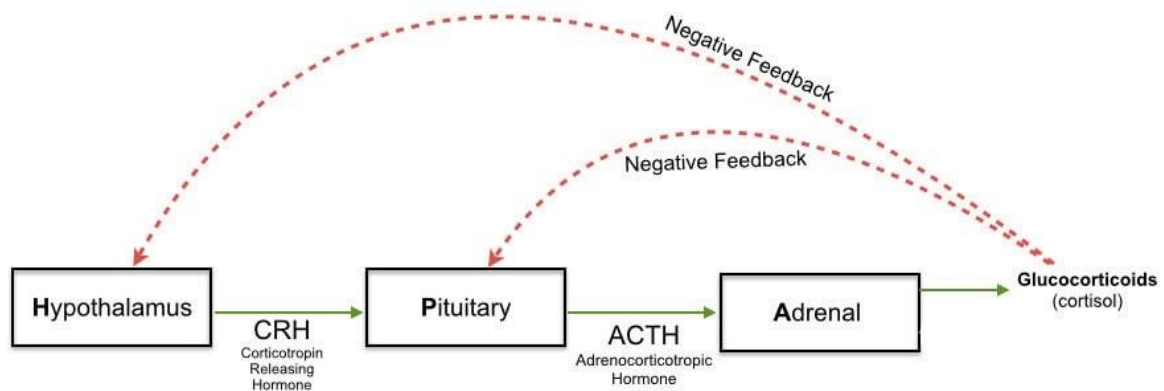 Negative Feedback
Negative Feedback
Hypothalamus
CRH
Corticotropin
Releasing
Hormone
Pituitary
ACTH
Adrenocorticotropic
Hormone
Adrenal
Glucocorticoids
(cortisol)